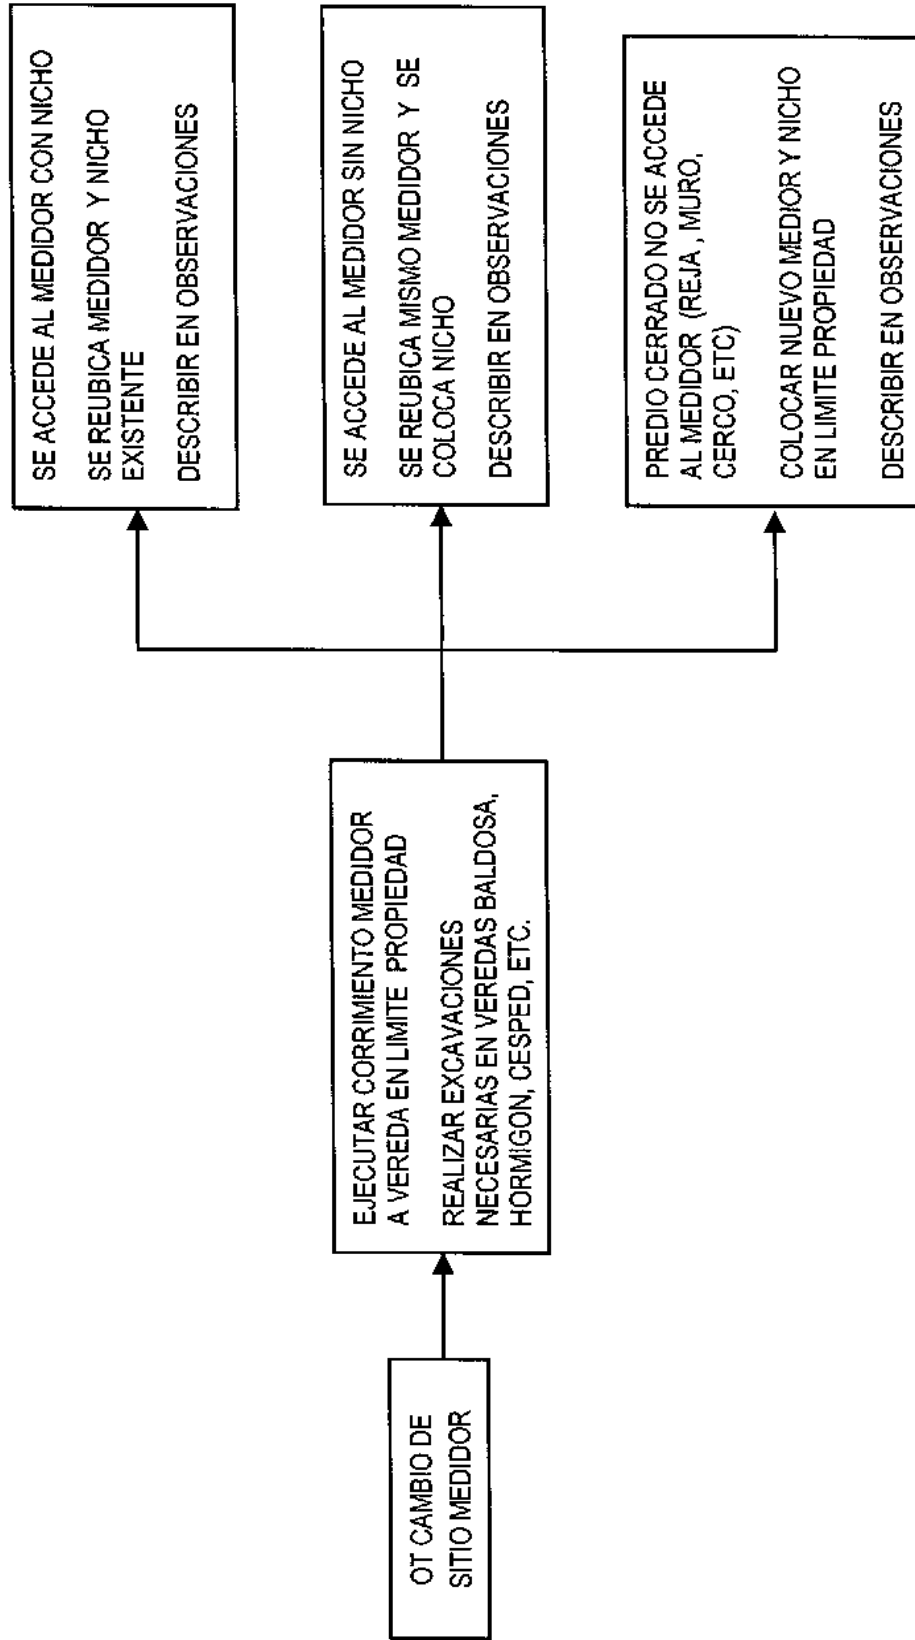 OT CAMBIO DE
SITIO MEDIDOR
EJECUTAR CORRIMIENTO MEDIDOR
A VEREDA EN LIMITE PROPIEDAD
REALIZAR EXCAVACIONES
NECESARIAS EN VEREDAS BALDOSA,
HORMIGON, CESPED, ETC.
SE ACCEDE AL MEDIDOR CON NICHO
SE REUBICA MEDIDOR Y NICHO
EXISTENTE
DESCRIBIR EN OBSERVACIONES
SE ACCEDE AL MEDIDOR SIN NICHO
SE REUBICA MISMO MEDIDOR Y SE
COLOCA NICHO
DESCRIBIR EN OBSERVACIONES
PREDIO CERRADO NO SE ACCEDE
AL MEDIDOR (REJA , MURO,
CERCO, ETC)
COLOCAR NUEVO MEDIOR Y NICHO
EN LIMITE PROPIEDAD
DESCRIBIR EN OBSERVACIONES